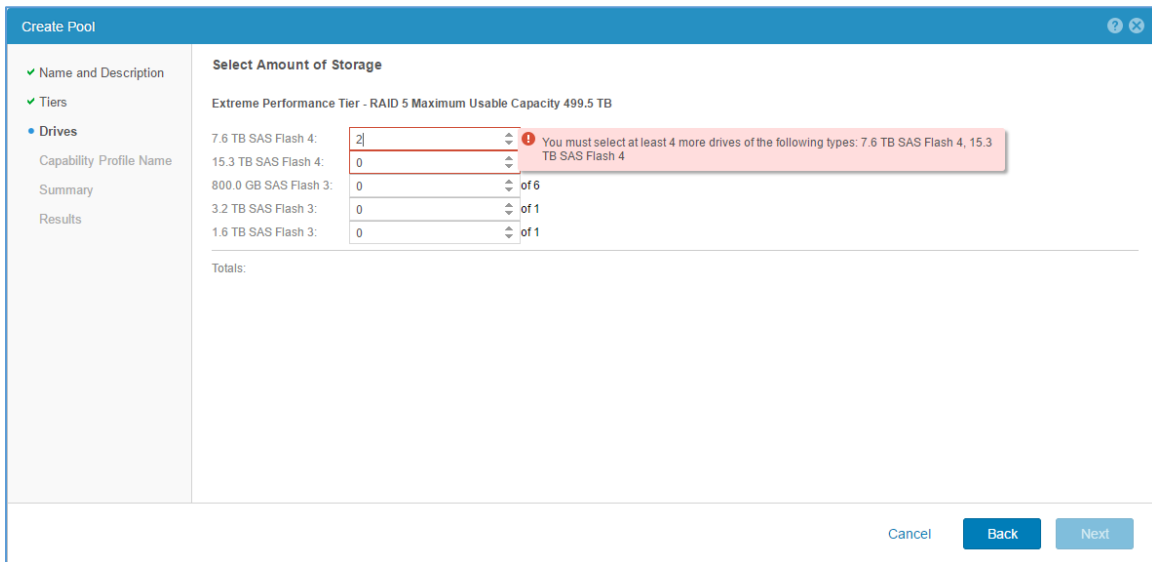 Create Pool
Name and Description
Tiers
Drives
Capability Profile Name
Summary
Results
Select Amount of Storage
Extreme Performance Tier - RAID 5 Maximum Usable Capacity 499.5 TB
7.6 TB SAS Flash 4: 2
You must select at least 4 more drives of the following types: 7.6 TB SAS Flash 4, 15.3
TB SAS Flash 4
15.3 TB SAS Flash 4: 0
800.0 GB SAS Flash 3: 0 of 6
3.2 TB SAS Flash 3: 0 of 1
1.6 TB SAS Flash 3: 0 of 1
Totals:
Cancel Back Next